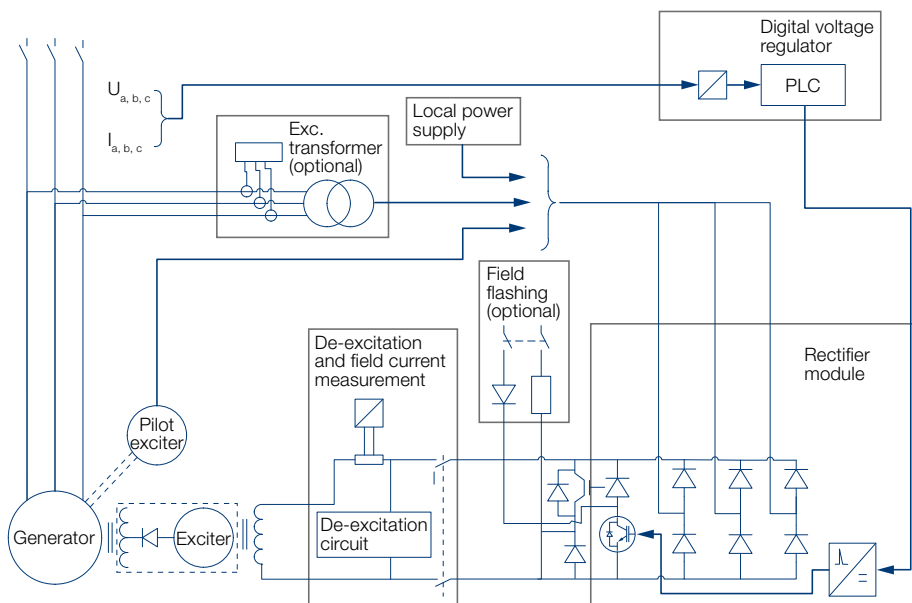 Digital voltage
regulator
PLC
U a, b, c
I a, b, c
Exc.
transformer
(optional)
Local power
supply
Field
flashing
(optional)
De-excitation
and field current
measurement
Rectifier
module
Pilot
exciter
Generator
Exciter
De-excitation
circuit